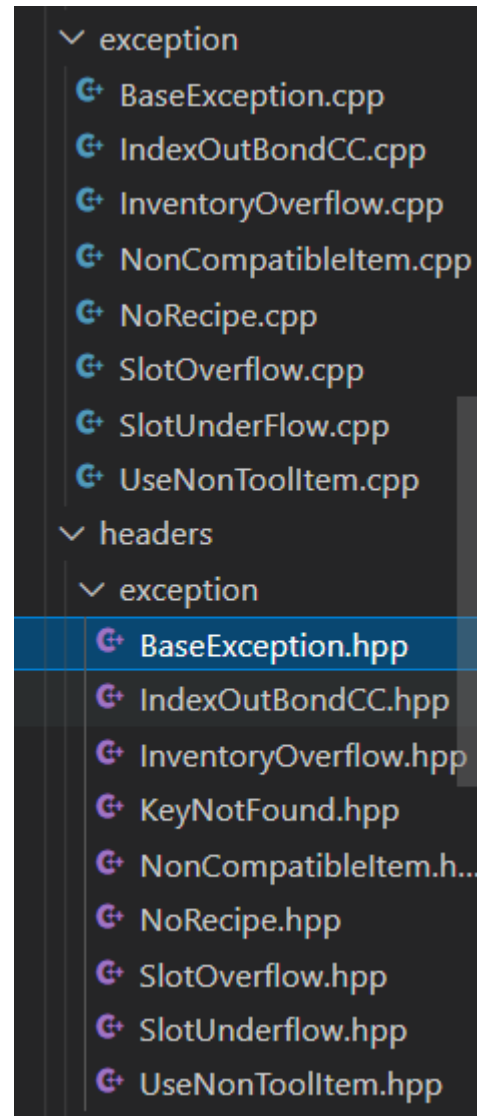 exception
BaseException.cpp
IndexOutBondCC.cpp
InventoryOverflow.cpp
NonCompatibleItem.cpp
NoRecipe.cpp
SlotOverflow.cpp
SlotUnderFlow.cpp
UseNonToolItem.cpp
headers
exception
BaseException.hpp
IndexOutBondCC.hpp
InventoryOverflow.hpp
KeyNotFound.hpp
NonCompatibleItem.h...
NoRecipe.hpp
SlotOverflow.hpp
SlotUnderflow.hpp
UseNonToolItem.hpp